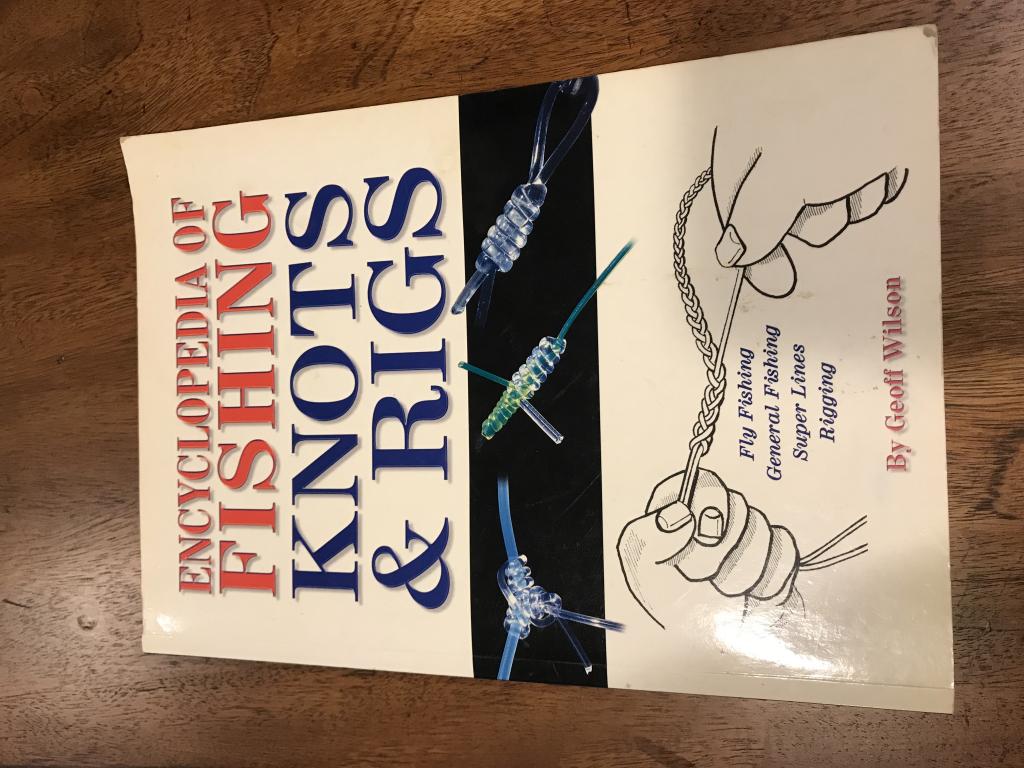 ENCYCLOPEDIA OF
FISHING
KNOTS
& RIGS
Fly Fishing
General Fishing
Super Lines
Rigging
By Geoff Wilson